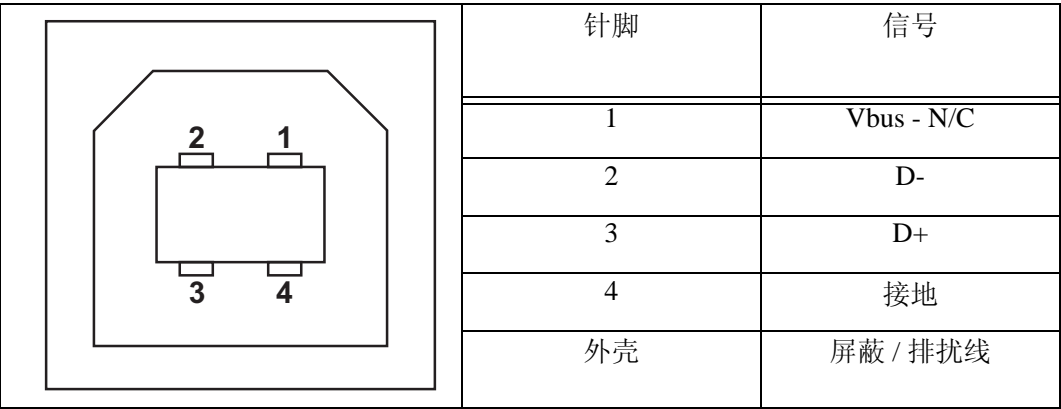 2 1
3 4
针脚 信号
1 Vbus - N/C
2 D-
3 D+
4 接地
外壳 屏蔽 / 排扰线